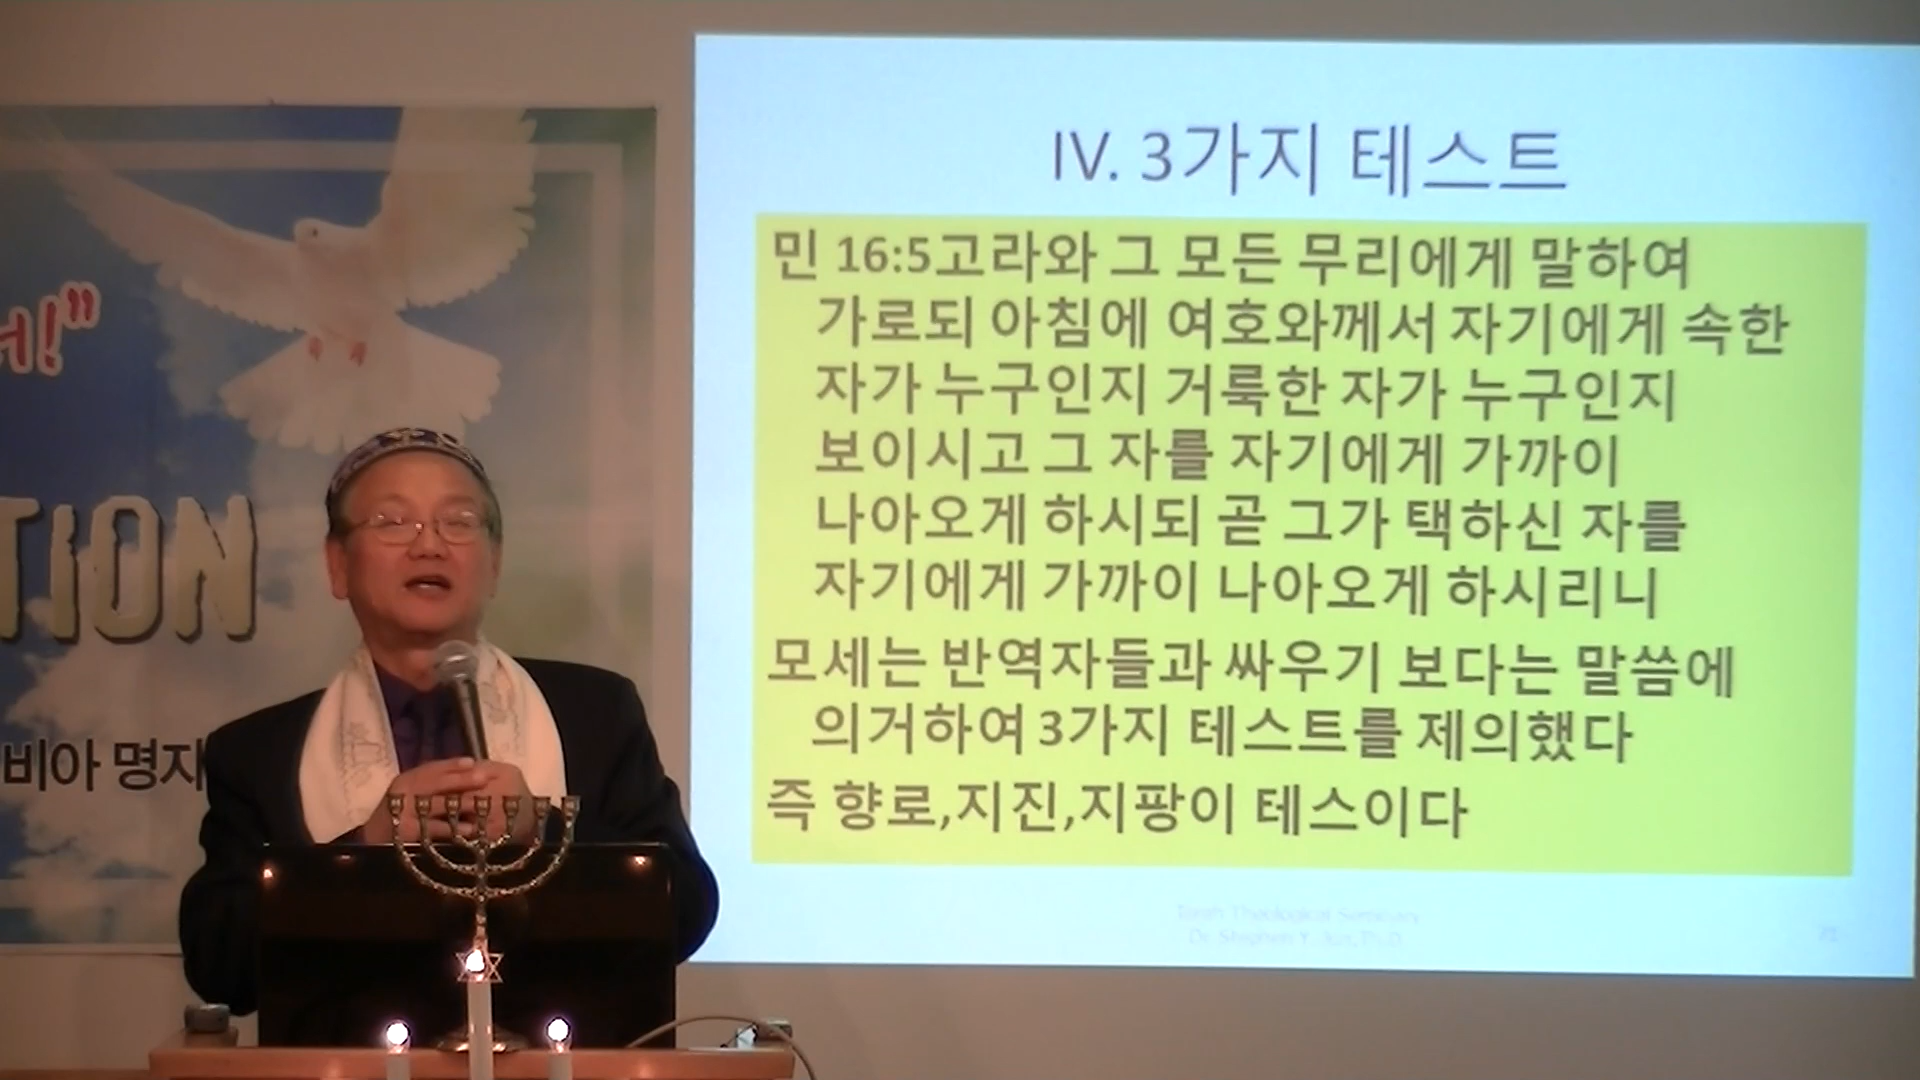 IV. 3가지 테스트
민 16:5고라와 그 모든 무리에게 말하여
가로되 아침에 여호와께서 자기에게 속한
자가 누구인지 거룩한 자가 누구인지
보이시고 그 자를 자기에게 가까이
나아오게 하시되 곧 그가 택하신 자를
자기에게 가까이 나아오게 하시리니
모세는 반역자들과 싸우기 보다는 말씀에
의거하여 3가지 테스트를 제의했다
즉 향로,지진,지팡이 테스이다
Torah Theological Seminary
Dr. Stephen Y.
!"
TION
비아 명자